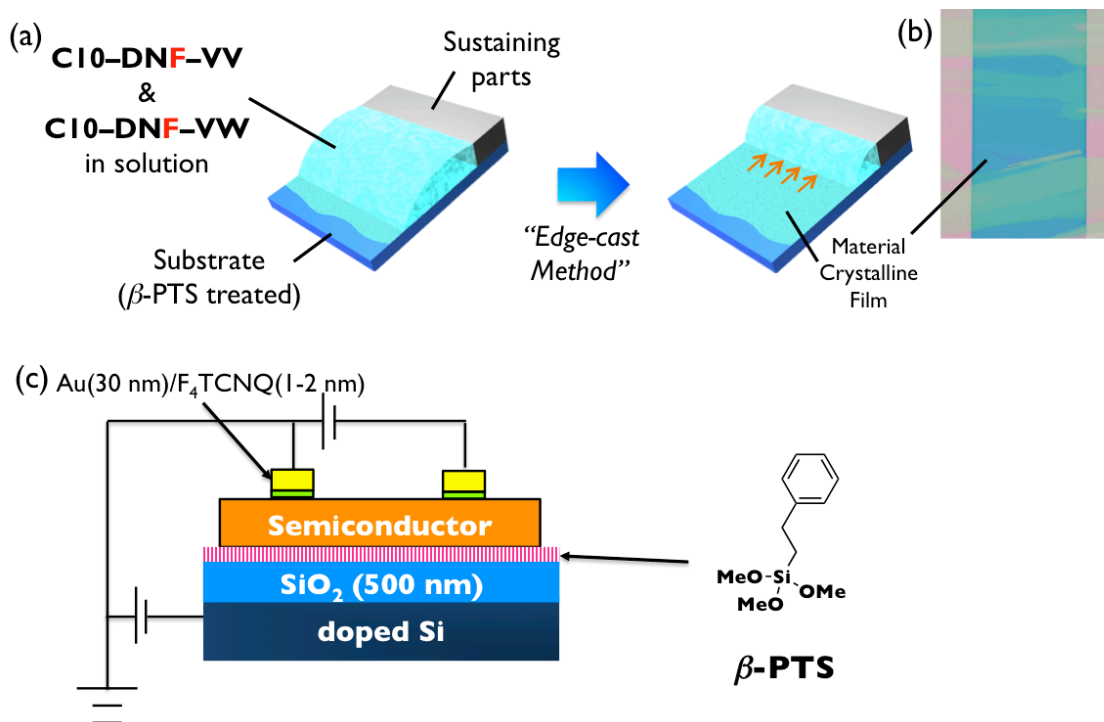 (a)
C10–DNF–VV
&
C10–DNF–VW
in solution
Sustaining
parts
Substrate
(β-PTS treated)
“Edge-cast
Method”
(b)
Material
Crystalline
Film
(c)
Au(30 nm)/F₄TCNQ(1-2 nm)
Semiconductor
SiO₂ (500 nm)
doped Si
MeO
Si
OMe
MeO
β-PTS